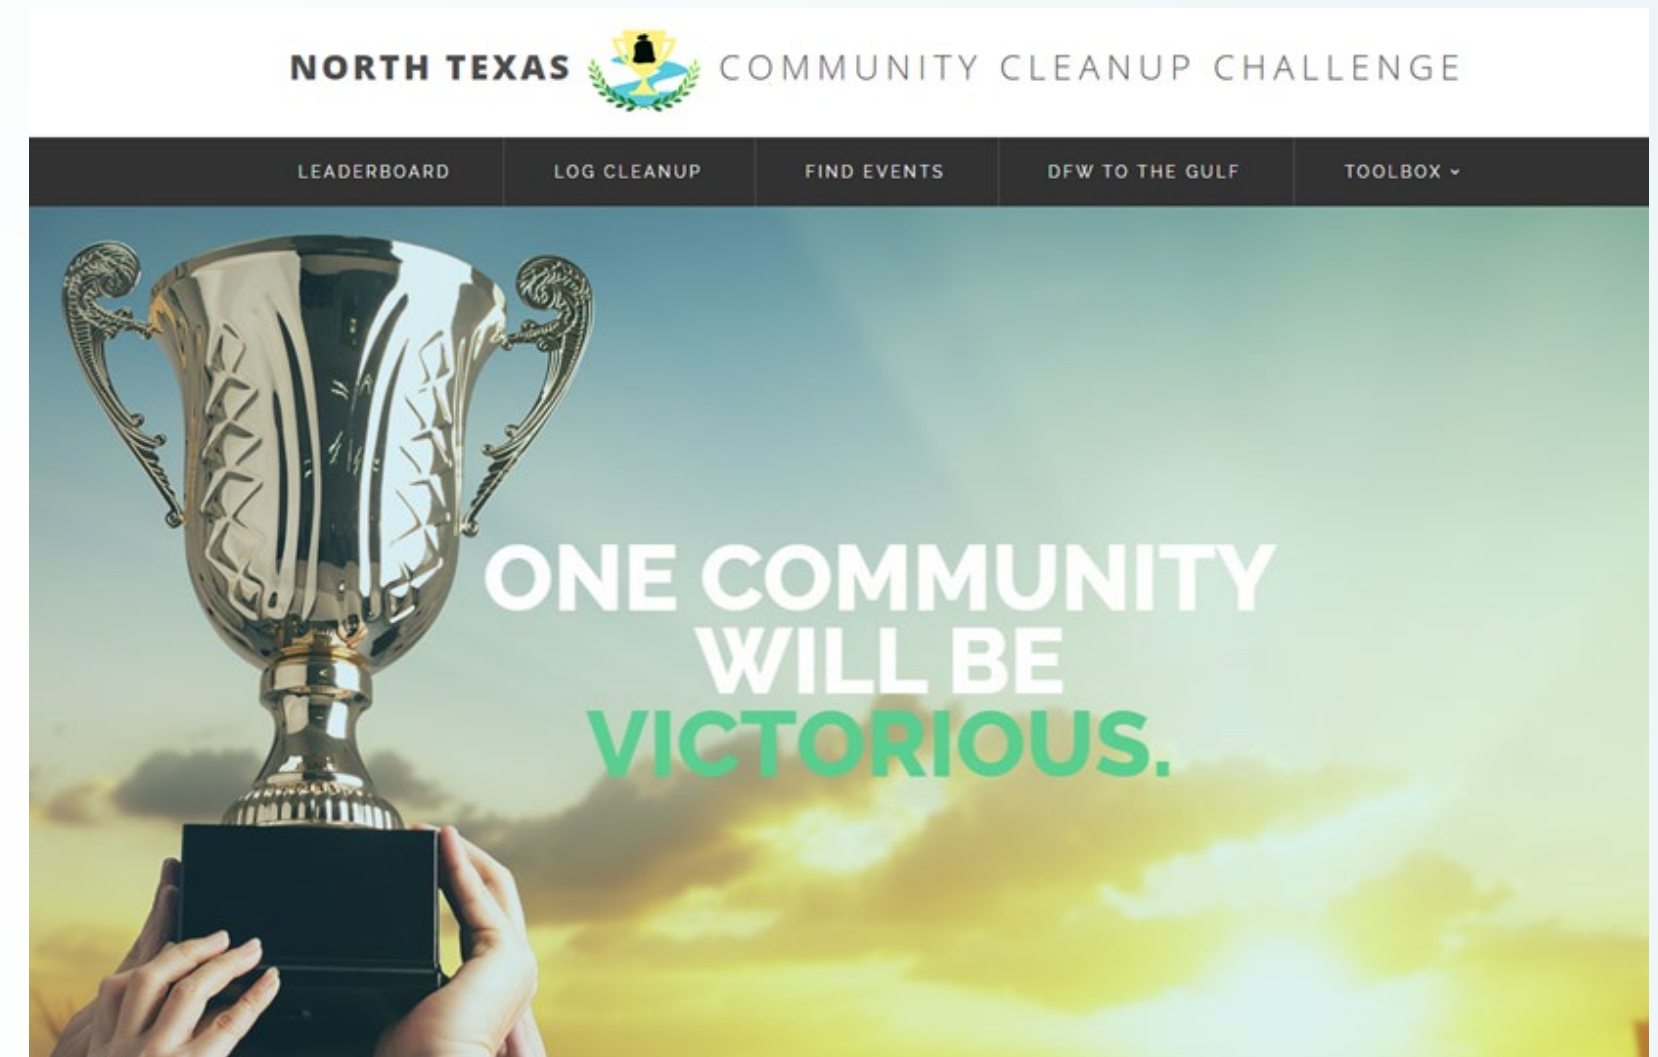 NORTH TEXAS COMMUNITY CLEANUP CHALLENGE
LEADERBOARD LOG CLEANUP FIND EVENTS DFW TO THE GULF TOOLBOX
ONE COMMUNITY
WILL BE
VICTORIOUS.